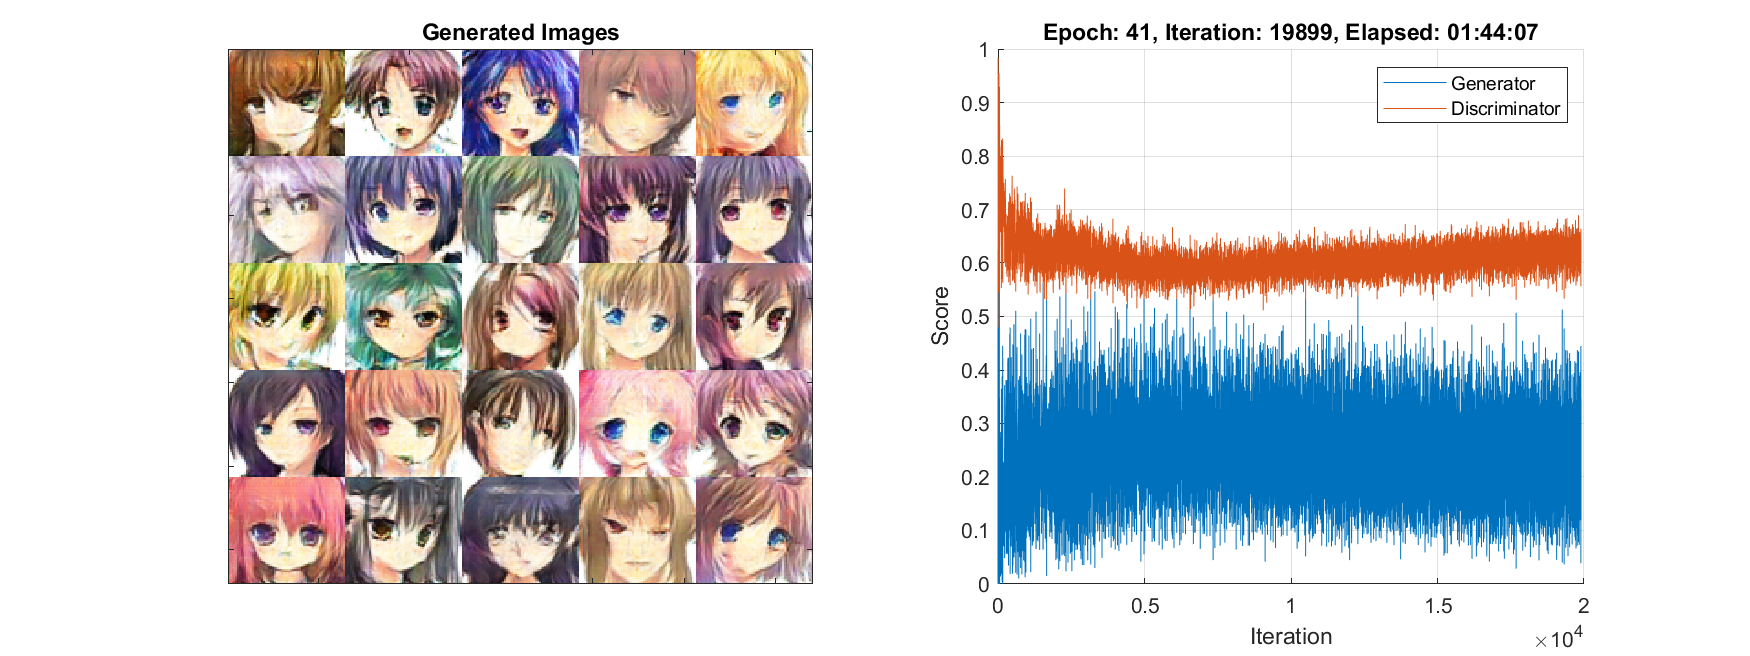 Generated Images
Epoch: 41, Iteration: 19899, Elapsed: 01:44:07
Generator
Discriminator
1
0.9
0.8
0.7
0.6
0.5
0.4
0.3
0.2
0.1
0
Score
0 0.5 1 1.5 2
Iteration
×10^4